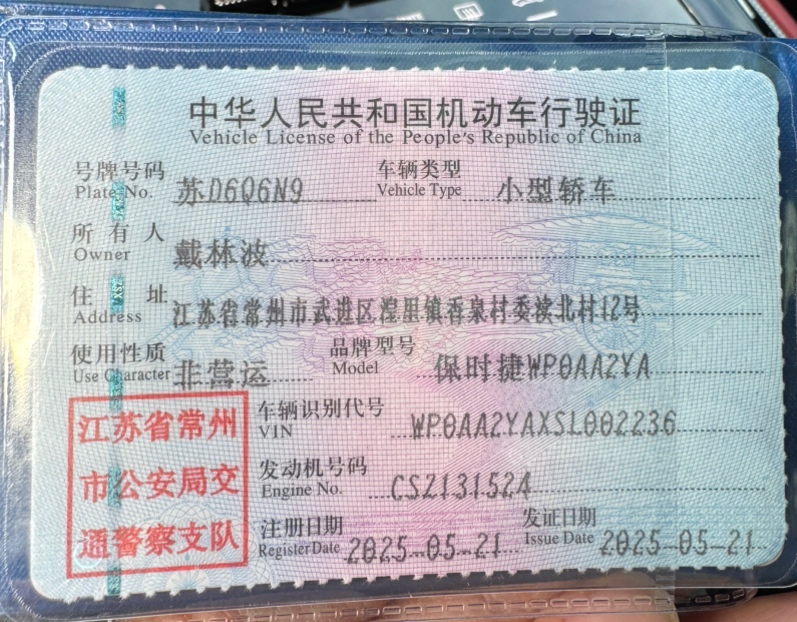 中华人民共和国机动车行驶证
Vehicle License of the People's Republic of China
号牌号码 苏D6Q6N9 车辆类型 小型轿车
Plate No. Vehicle Type
所有人 戴林波
Owner
住址 江苏省常州市武进区湟里镇香泉村委渎北村12号
Address
使用性质 非营运 品牌型号 保时捷WP0AA2YA
Use Character Model
车辆识别代号 WP0AA2YAXSL002236
VIN
发动机号码 CSZ131524
Engine No.
注册日期 2025-05-21 发证日期 2025-05-21
Register Date Issue Date
江苏省常州
市公安局交
通警察支队